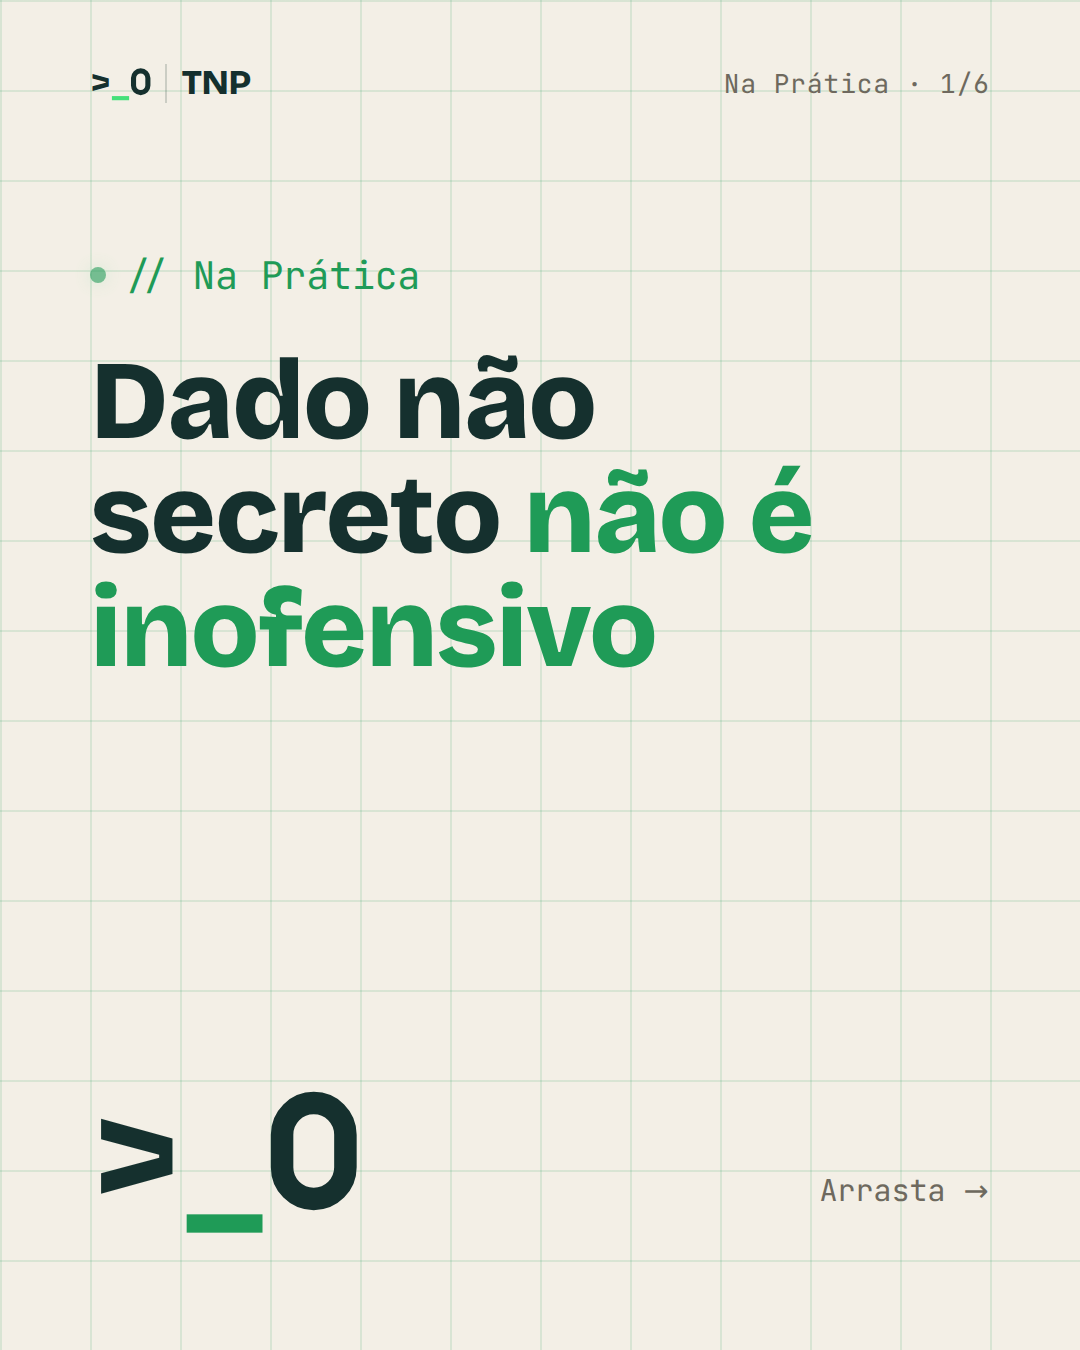 >_0 | TNP
Na Prática · 1/6
// Na Prática
Dado não
secreto não é
inofensivo
>_0
Arrasta →